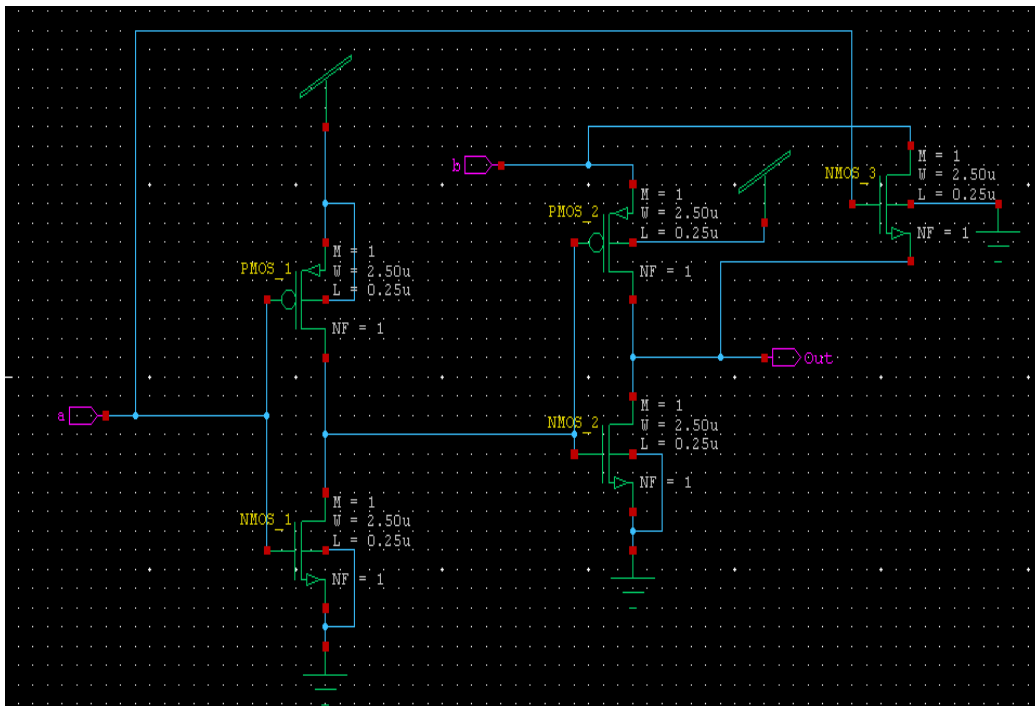 b
M = 1
W = 2.50u
L = 0.25u
NF = 1
NMOS_3
M = 1
W = 2.50u
L = 0.25u
NF = 1
PMOS_2
M = 1
W = 2.50u
L = 0.25u
NF = 1
PMOS_1
Out
a
M = 1
W = 2.50u
L = 0.25u
NF = 1
NMOS_2
M = 1
W = 2.50u
L = 0.25u
NF = 1
NMOS_1